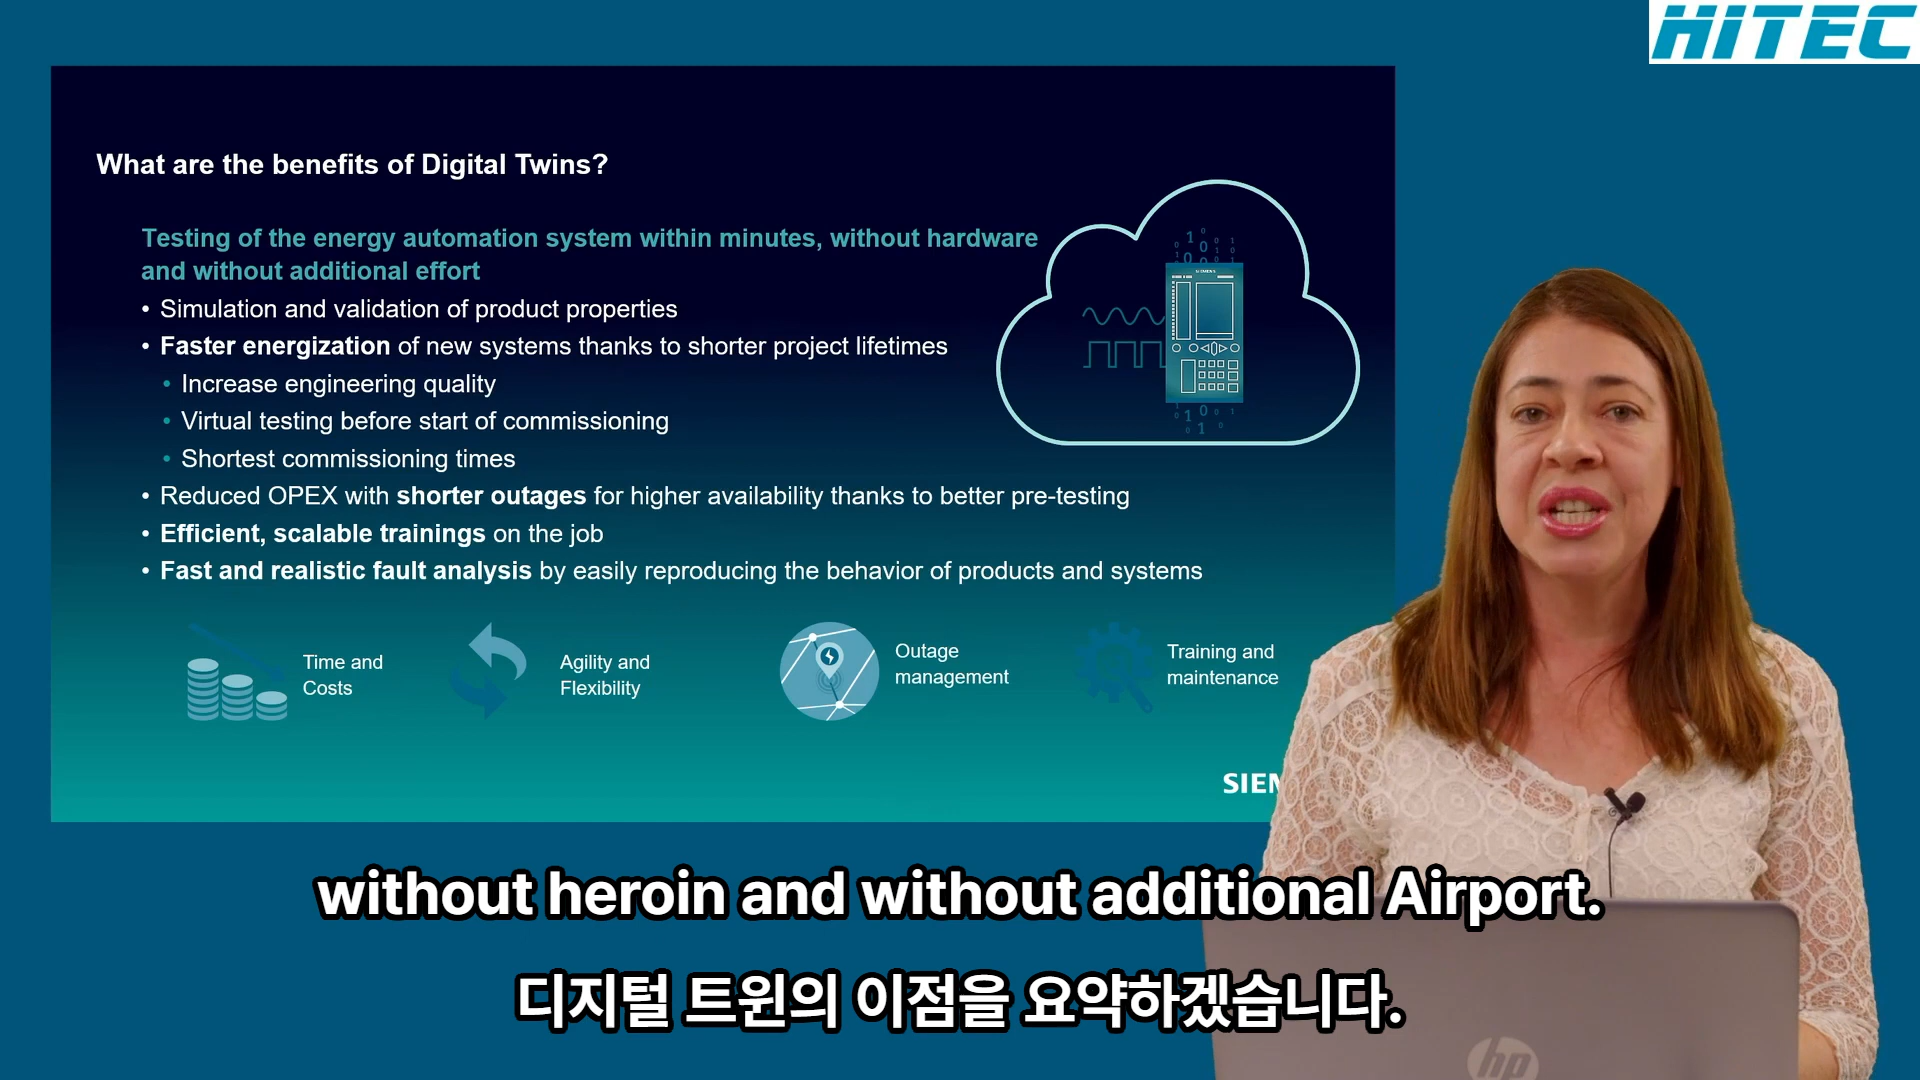 HITEC
What are the benefits of Digital Twins?
Testing of the energy automation system within minutes, without hardware
and without additional effort
• Simulation and validation of product properties
• Faster energization of new systems thanks to shorter project lifetimes
• Increase engineering quality
• Virtual testing before start of commissioning
• Shortest commissioning times
• Reduced OPEX with shorter outages for higher availability thanks to better pre-testing
• Efficient, scalable trainings on the job
• Fast and realistic fault analysis by easily reproducing the behavior of products and systems
Time and
Costs
Agility and
Flexibility
Outage
management
Training and
maintenance
without heroin and without additional Airport.
디지털 트윈의 이점을 요약하겠습니다.
hp